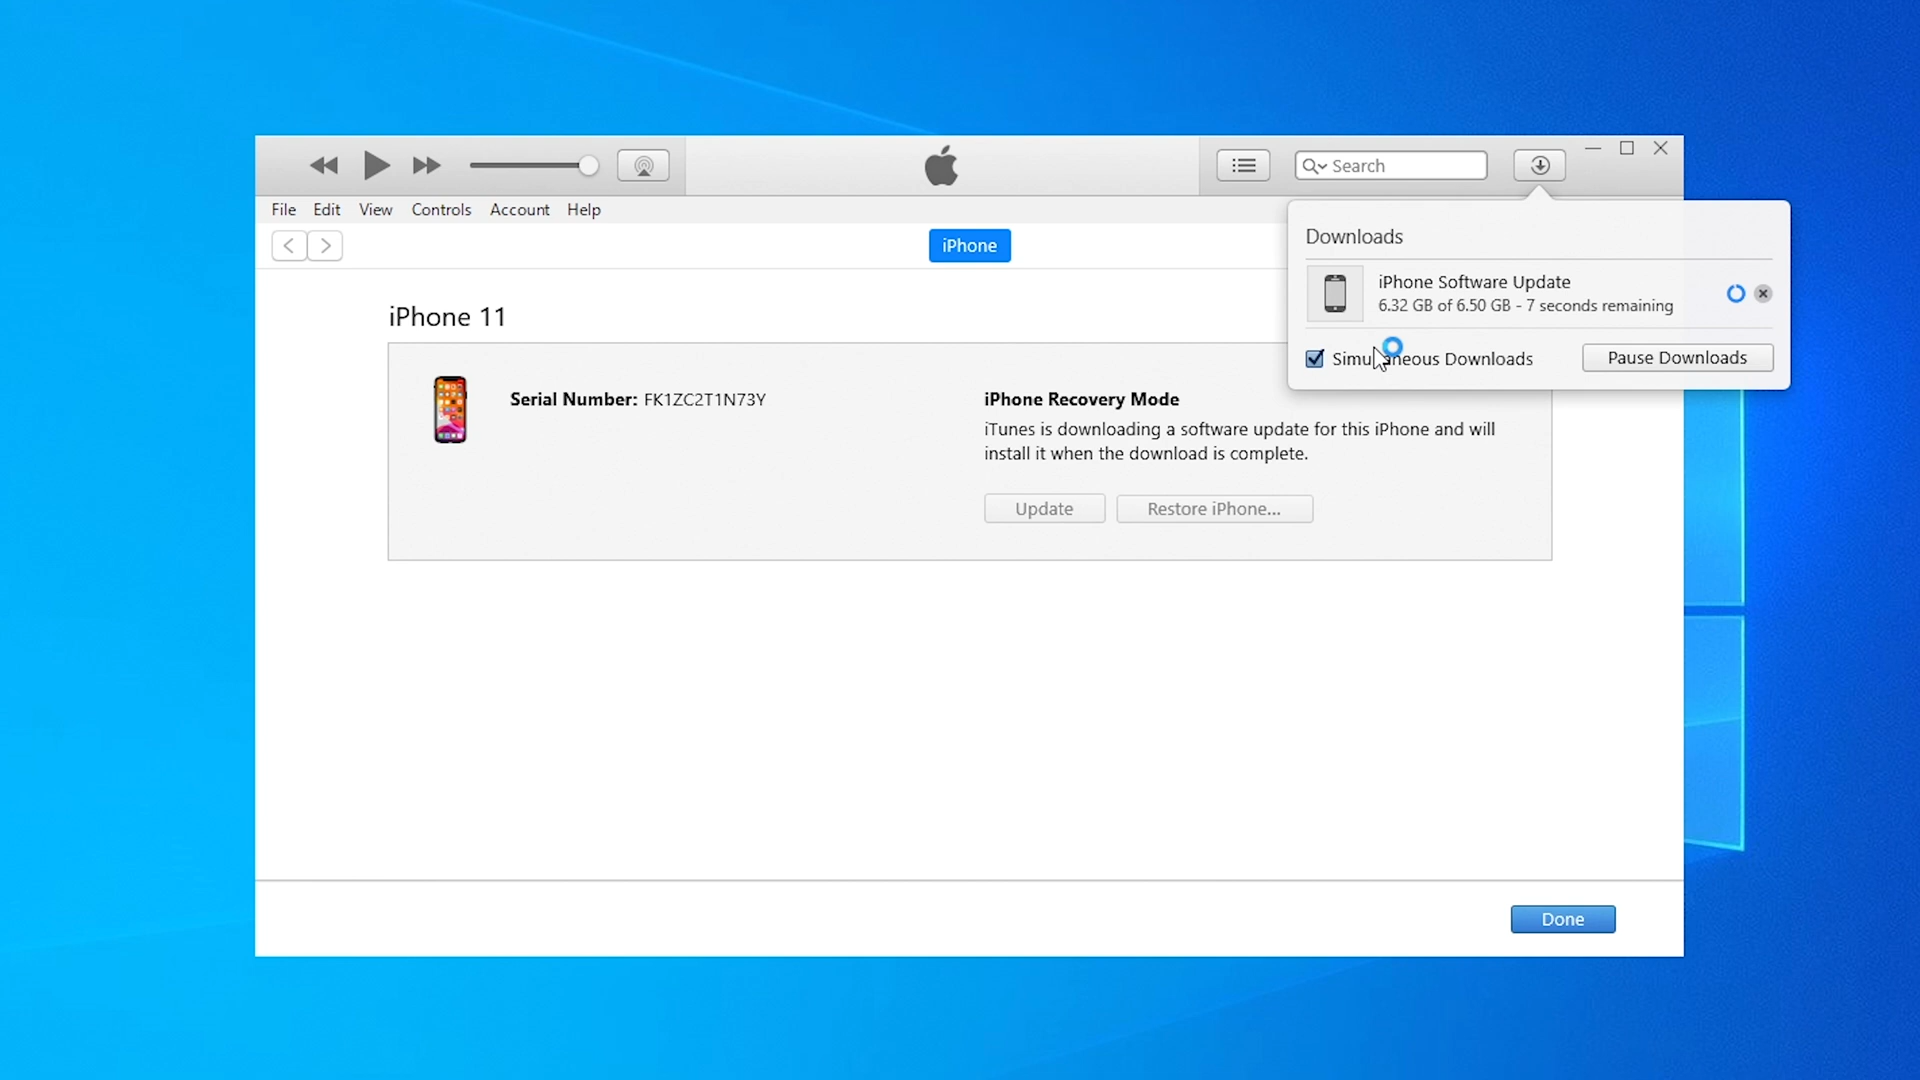 Search
File Edit View Controls Account Help
iPhone
Downloads
iPhone Software Update
6.32 GB of 6.50 GB - 7 seconds remaining
Simultaneous Downloads
Pause Downloads
iPhone 11
Serial Number: FK1ZC2T1N73Y
iPhone Recovery Mode
iTunes is downloading a software update for this iPhone and will
install it when the download is complete.
Update
Restore iPhone...
Done